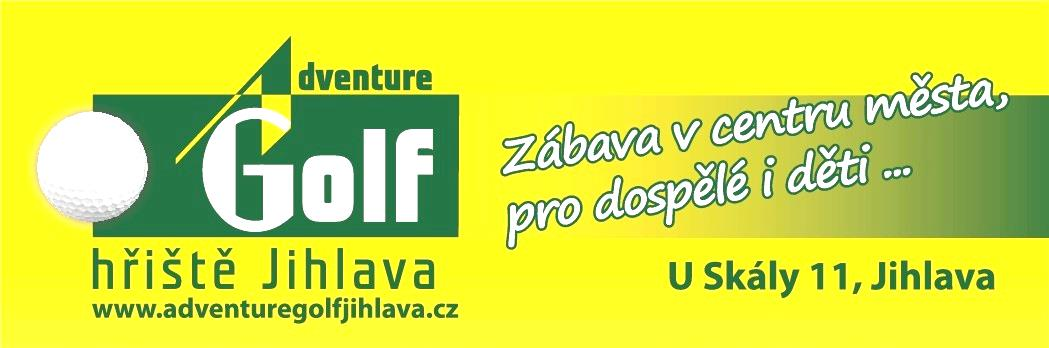 Adventure
Golf
hřiště Jihlava
www.adventuregolfjihlava.cz
Zábava v centru města,
pro dospělé i děti ...
U Skály 11, Jihlava